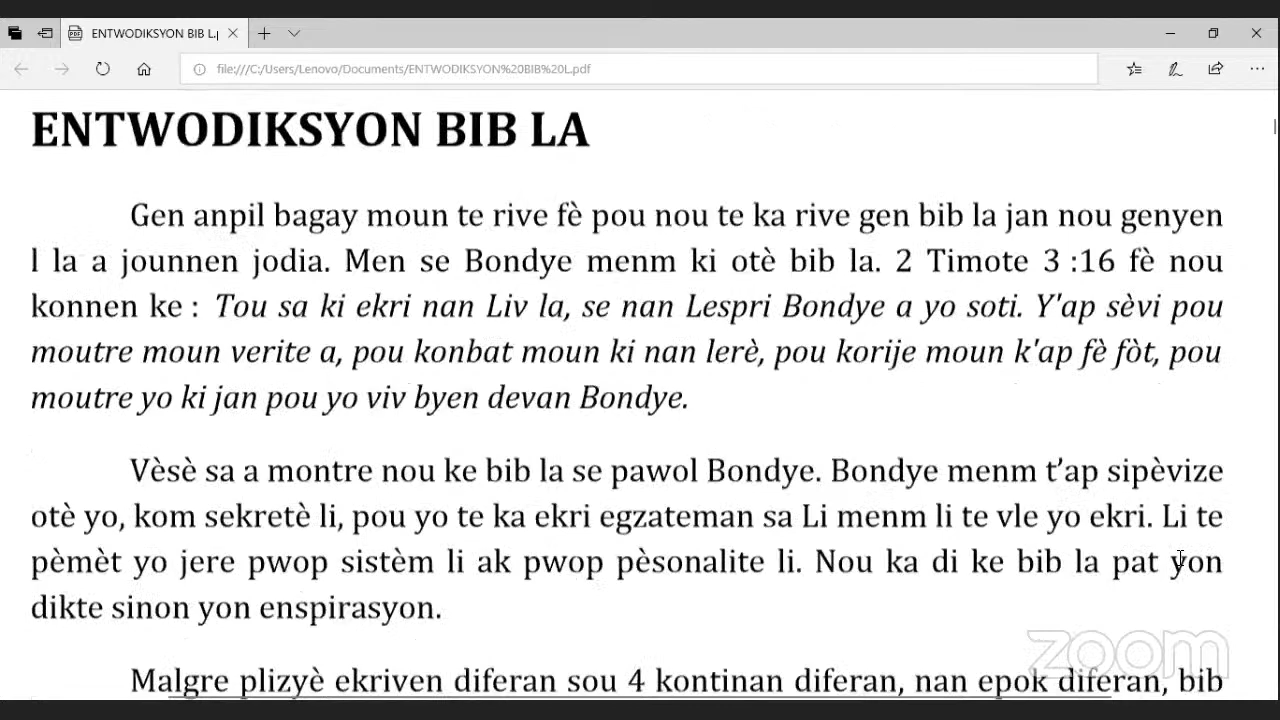 ENTWODIKSYON BIB L.p
file:///C:/Users/Lenovo/Documents/ENTWODIKSYON%20BIB%20L.pdf
ENTWODIKSYON BIB LA
Gen anpil bagay moun te rive fè pou nou te ka rive gen bib la jan nou genyen
l la a jounnen jodia. Men se Bondye menm ki otè bib la. 2 Timote 3 :16 fè nou
konnen ke : Tou sa ki ekri nan Liv la, se nan Lespri Bondye a yo soti. Y'ap sèvi pou
moutre moun verite a, pou konbat moun ki nan lerè, pou korije moun k'ap fè fòt, pou
moutre yo ki jan pou yo viv byen devan Bondye.
Vèsè sa a montre nou ke bib la se pawol Bondye. Bondye menm t’ap sipèvize
otè yo, kom sekretè li, pou yo te ka ekri egzateman sa Li menm li te vle yo ekri. Li te
pèmèt yo jere pwop sistèm li ak pwop pèsonalite li. Nou ka di ke bib la pat yon
dikte sinon yon enspirasyon.
zoom
Malgre plizyè ekriven diferan sou 4 kontinan diferan, nan epok diferan, bib